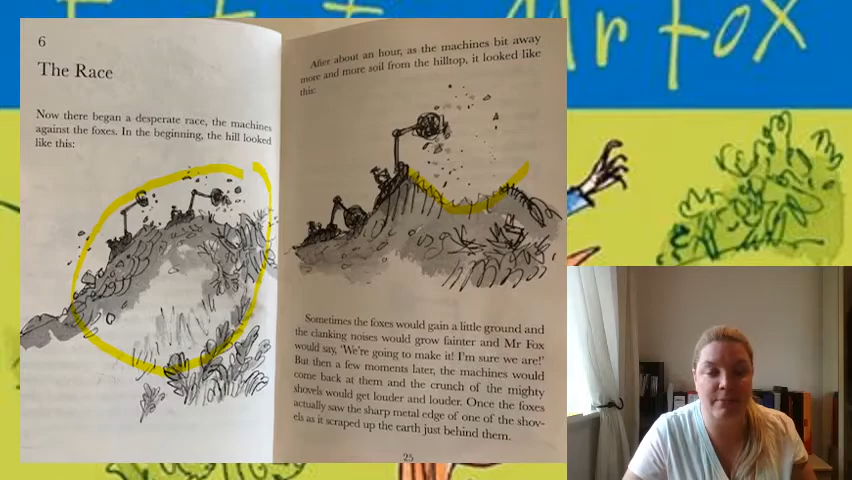 Mr Fox
6
The Race
Now there began a desperate race, the machines
against the foxes. In the beginning, the hill looked
like this:
After about an hour, as the machines bit away
more and more soil from the hilltop, it looked like
this:
Sometimes the foxes would gain a little ground and
the clanking noises would grow fainter and Mr Fox
would say, ‘We’re going to make it! I’m sure we are!’
But then a few moments later, the machines would
come back at them and the crunch of the mighty
shovels would get louder and louder. Once the foxes
actually saw the sharp metal edge of one of the shov-
els as it scraped up the earth just behind them.
25